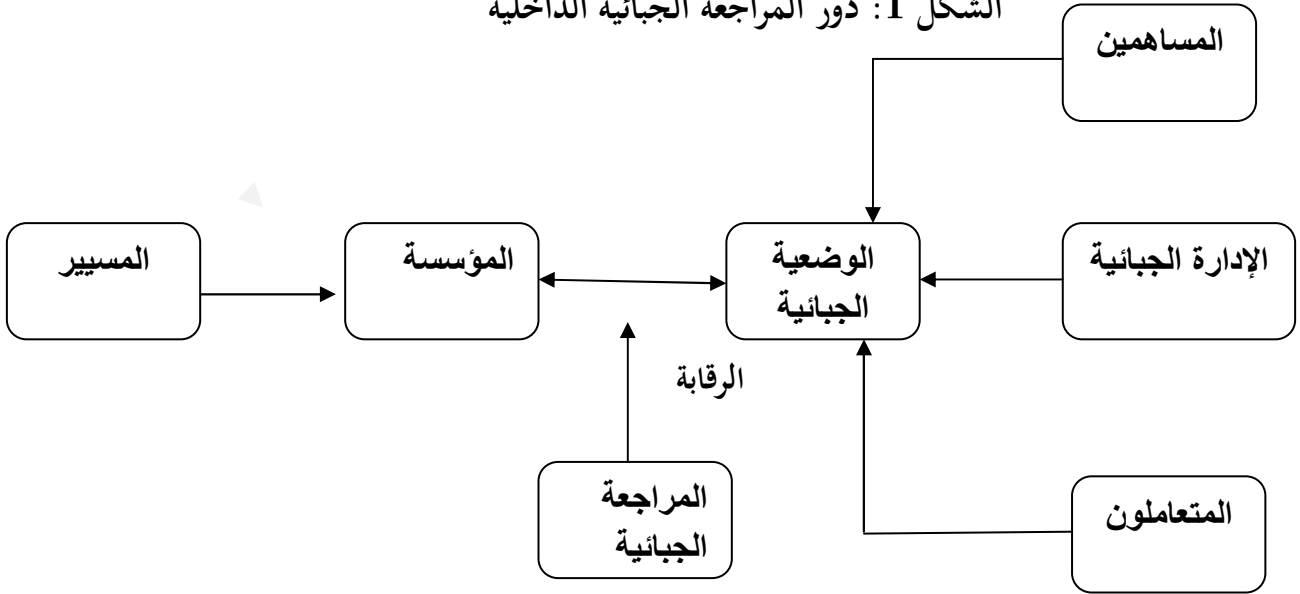 الشكل 1: دور المراجعة الجبائية الداخلية
المساهمين
الإدارة الجبائية
الوضعية
الجبائية
المؤسسة
المسيير
الرقابة
المراجعة
الجبائية
المتعاملون